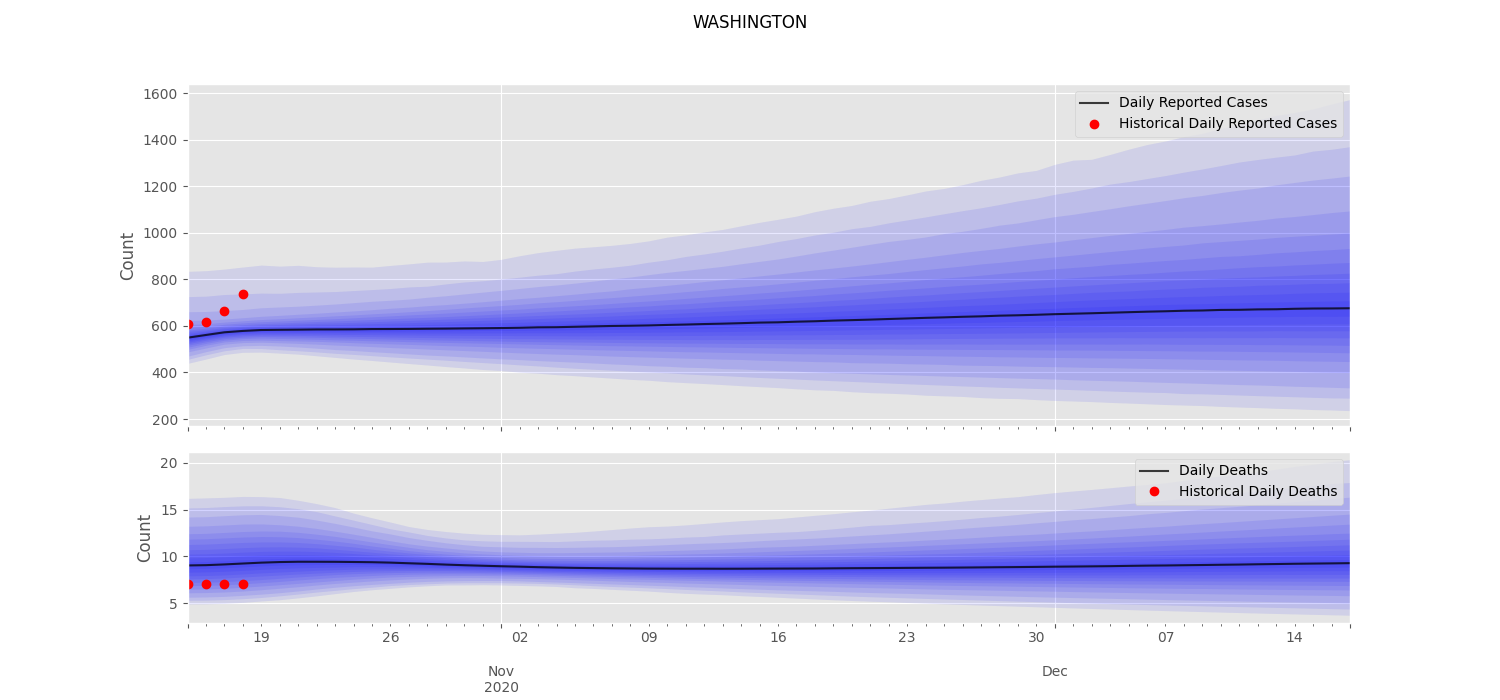 WASHINGTON
1600
1400
1200
1000
800
600
400
200
Count
Daily Reported Cases
Historical Daily Reported Cases
20
15
10
5
Count
Daily Deaths
Historical Daily Deaths
19 26 02 09 16 23 30 07 14
Nov Dec
2020